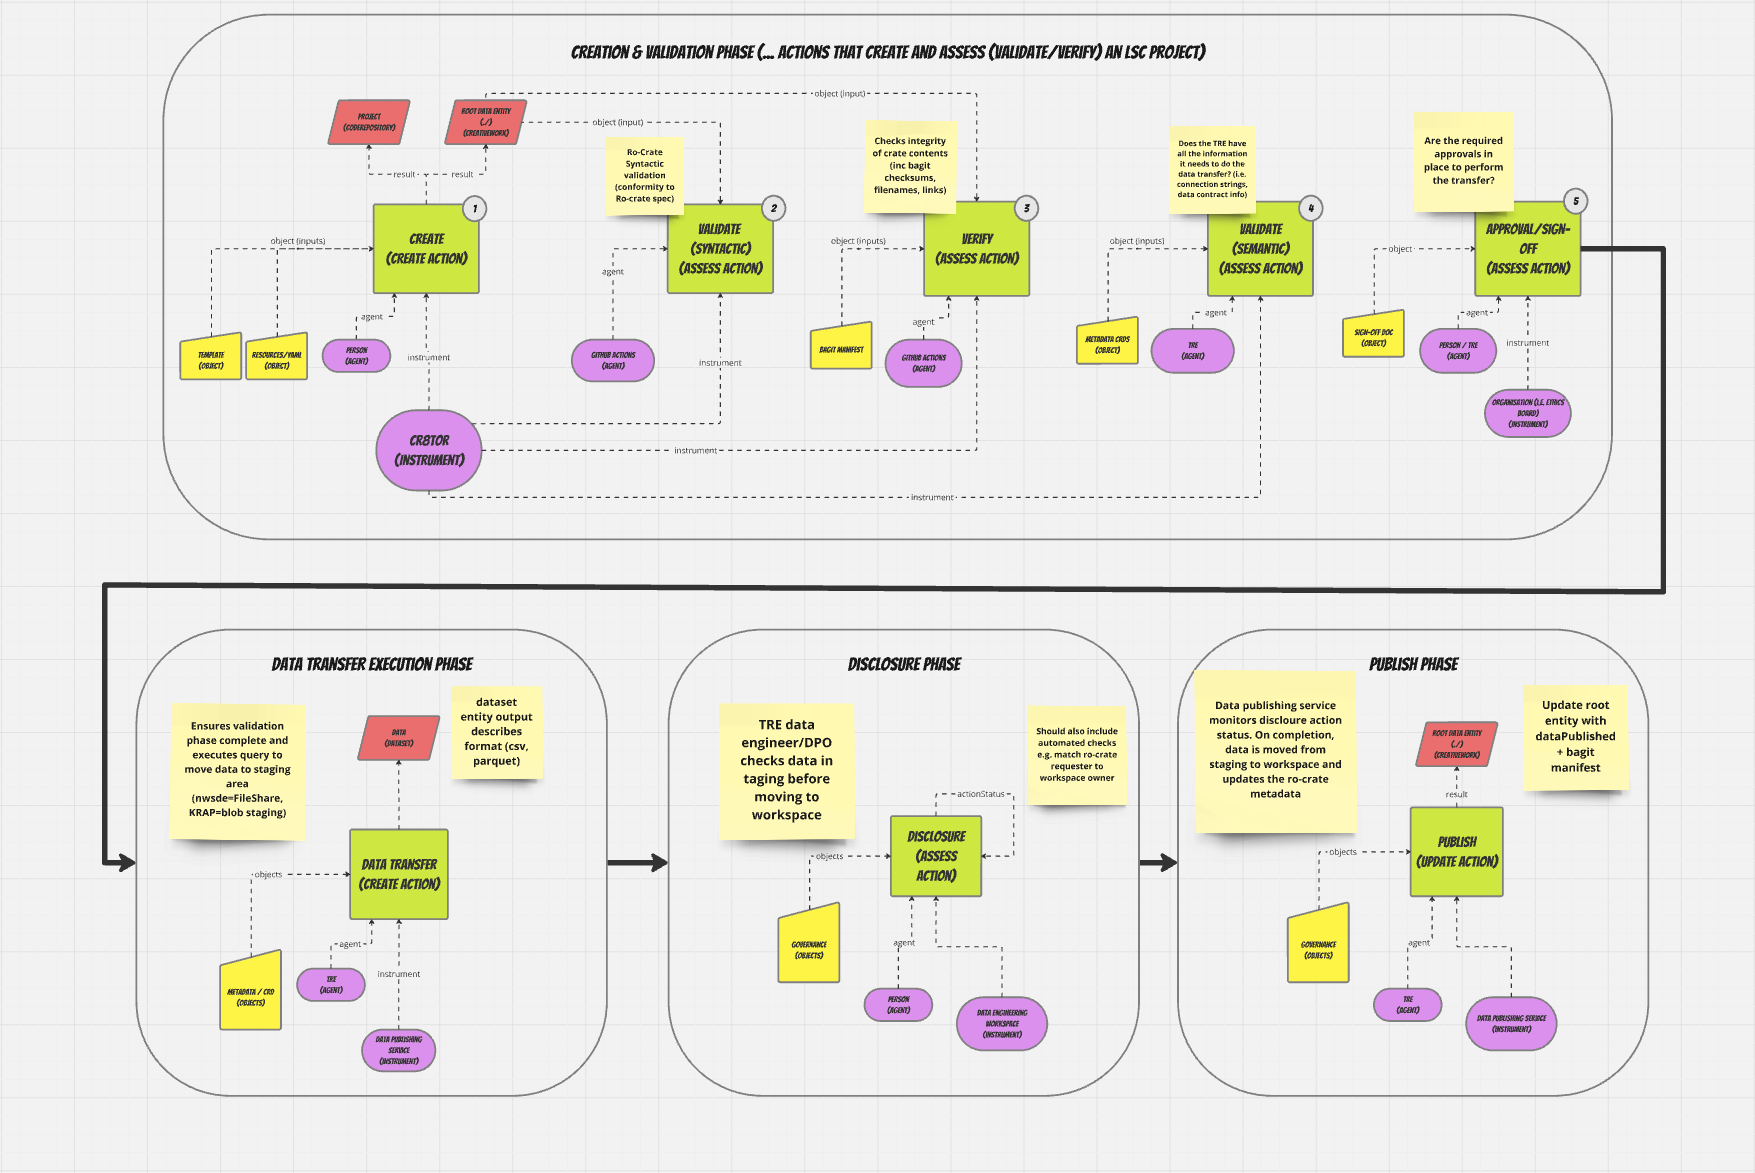 CREATION & VALIDATION PHASE (... ACTIONS THAT CREATE AND ASSESS (VALIDATE/VERIFY) AN LSC PROJECT)
PROJECT
(CODEREPOSITORY)
ROOT DATA ENTITY
(./)
(CREATIVEWORK)
object (input)
object (input)
result
result
Ro-Crate
Syntactic
validation
(conformity to
Ro-crate spec)
Checks integrity
of crate contents
(inc bagit
checksums,
filenames, links)
Does the TRE have
all the information
it needs to do the
data transfer? (i.e.
connection strings,
data contract info)
Are the required
approvals in
place to perform
the transfer?
1
CREATE
(CREATE ACTION)
2
VALIDATE
(SYNTACTIC)
(ASSESS ACTION)
3
VERIFY
(ASSESS ACTION)
4
VALIDATE
(SEMANTIC)
(ASSESS ACTION)
5
APPROVAL/SIGN-
OFF
(ASSESS ACTION)
object (inputs)
agent
object (inputs)
object (inputs)
object
TEMPLATE
(OBJECT)
RESOURCES/YAML
(OBJECT)
agent
PERSON
(AGENT)
instrument
GITHUB ACTIONS
(AGENT)
instrument
BAGIT MANIFEST
agent
GITHUB ACTIONS
(AGENT)
METADATA CRDS
(OBJECT)
agent
TRE
(AGENT)
SIGN-OFF DOC
(OBJECT)
agent
PERSON / TRE
(AGENT)
instrument
ORGANISATION (I.E. ETHICS
BOARD)
(INSTRUMENT)
CR8TOR
(INSTRUMENT)
instrument
instrument
DATA TRANSFER EXECUTION PHASE
Ensures validation
phase complete and
executes query to
move data to staging
area
(nwsde=FileShare,
KRAP=blob staging)
dataset
entity output
describes
format (csv,
parquet)
DATA
(DATASET)
DATA TRANSFER
(CREATE ACTION)
objects
agent
instrument
METADATA / CRD
(OBJECTS)
TRE
(AGENT)
DATA PUBLISHING
SERVICE
(INSTRUMENT)
DISCLOSURE PHASE
TRE data
engineer/DPO
checks data in
taging before
moving to
workspace
Should also include
automated checks
e.g. match ro-crate
requester to
workspace owner
actionStatus
DISCLOSURE
(ASSESS
ACTION)
objects
GOVERNANCE
(OBJECTS)
agent
PERSON
(AGENT)
DATA ENGINEERING
WORKSPACE
(INSTRUMENT)
PUBLISH PHASE
Data publishing service
monitors discloure action
status. On completion,
data is moved from
staging to workspace and
updates the ro-crate
metadata
Update root
entity with
dataPublished
+ bagit
manifest
ROOT DATA ENTITY
(./)
(CREATIVEWORK)
result
PUBLISH
(UPDATE ACTION)
objects
GOVERNANCE
(OBJECTS)
agent
TRE
(AGENT)
DATA PUBLISHING SERVICE
(INSTRUMENT)